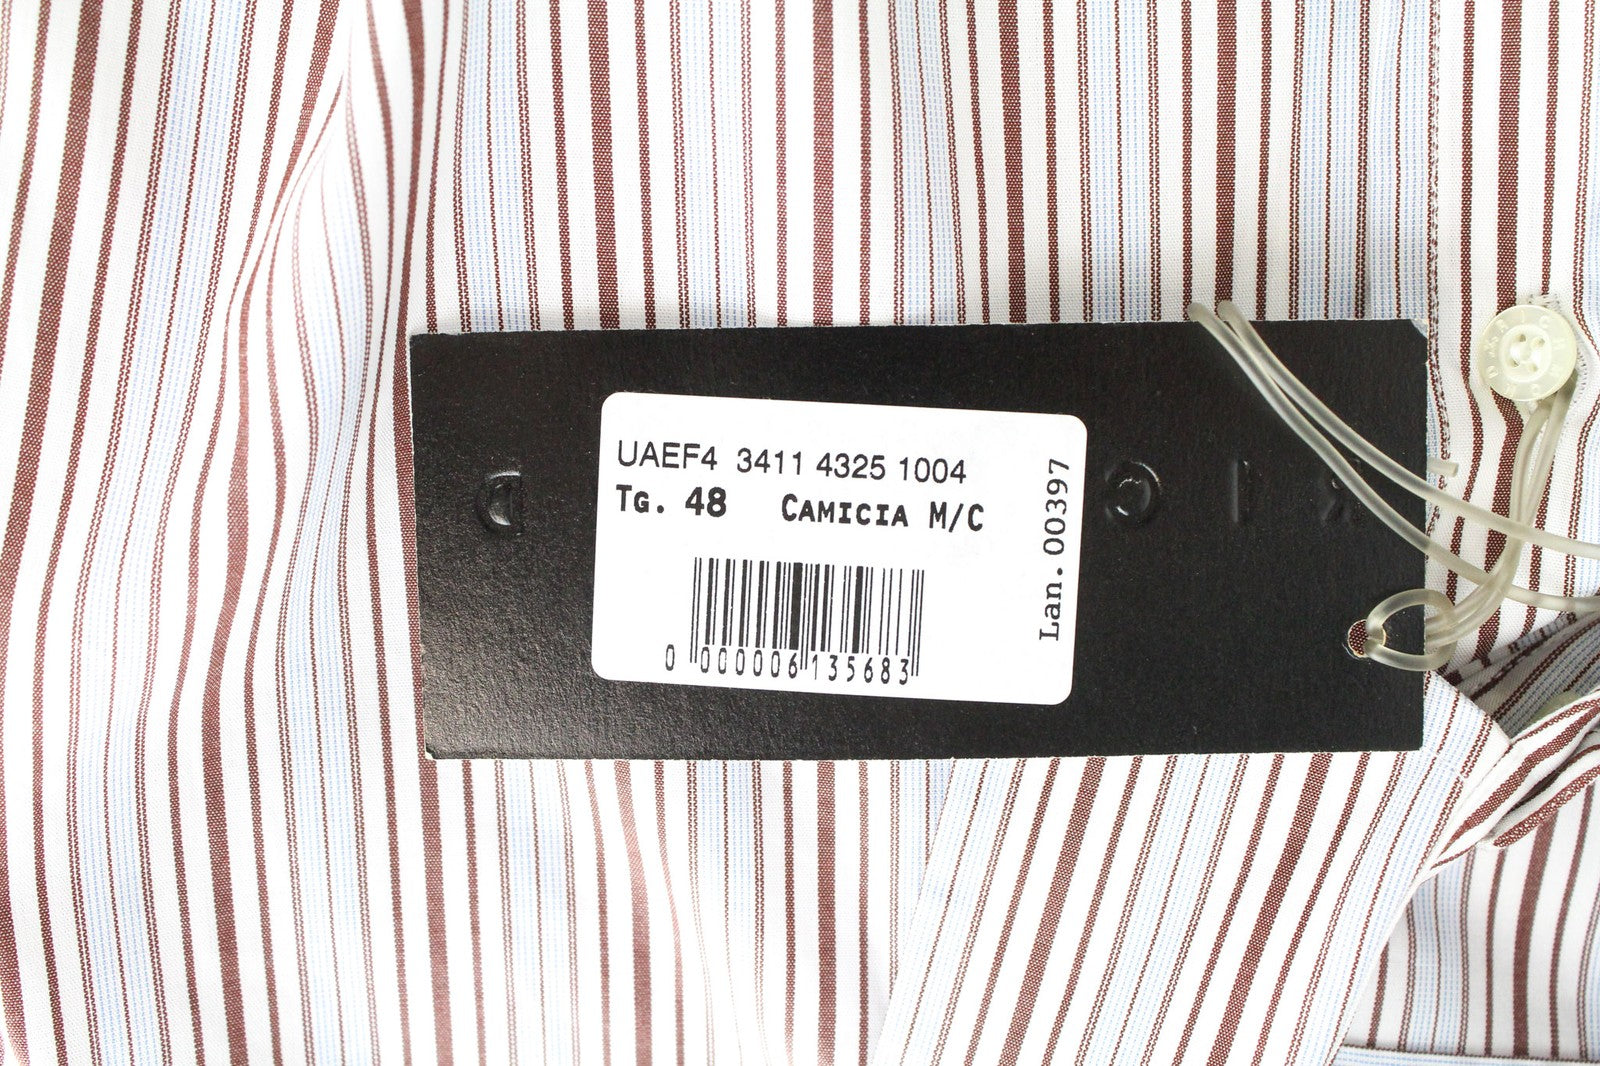 UAEF4 3411 4325 1004
Tg. 48 CAMICIA M/C
Lan. 00397
0 000006 135683